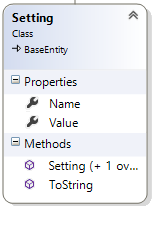 Setting
Class
BaseEntity
Properties
Name
Value
Methods
Setting (+ 1 ov...
ToString